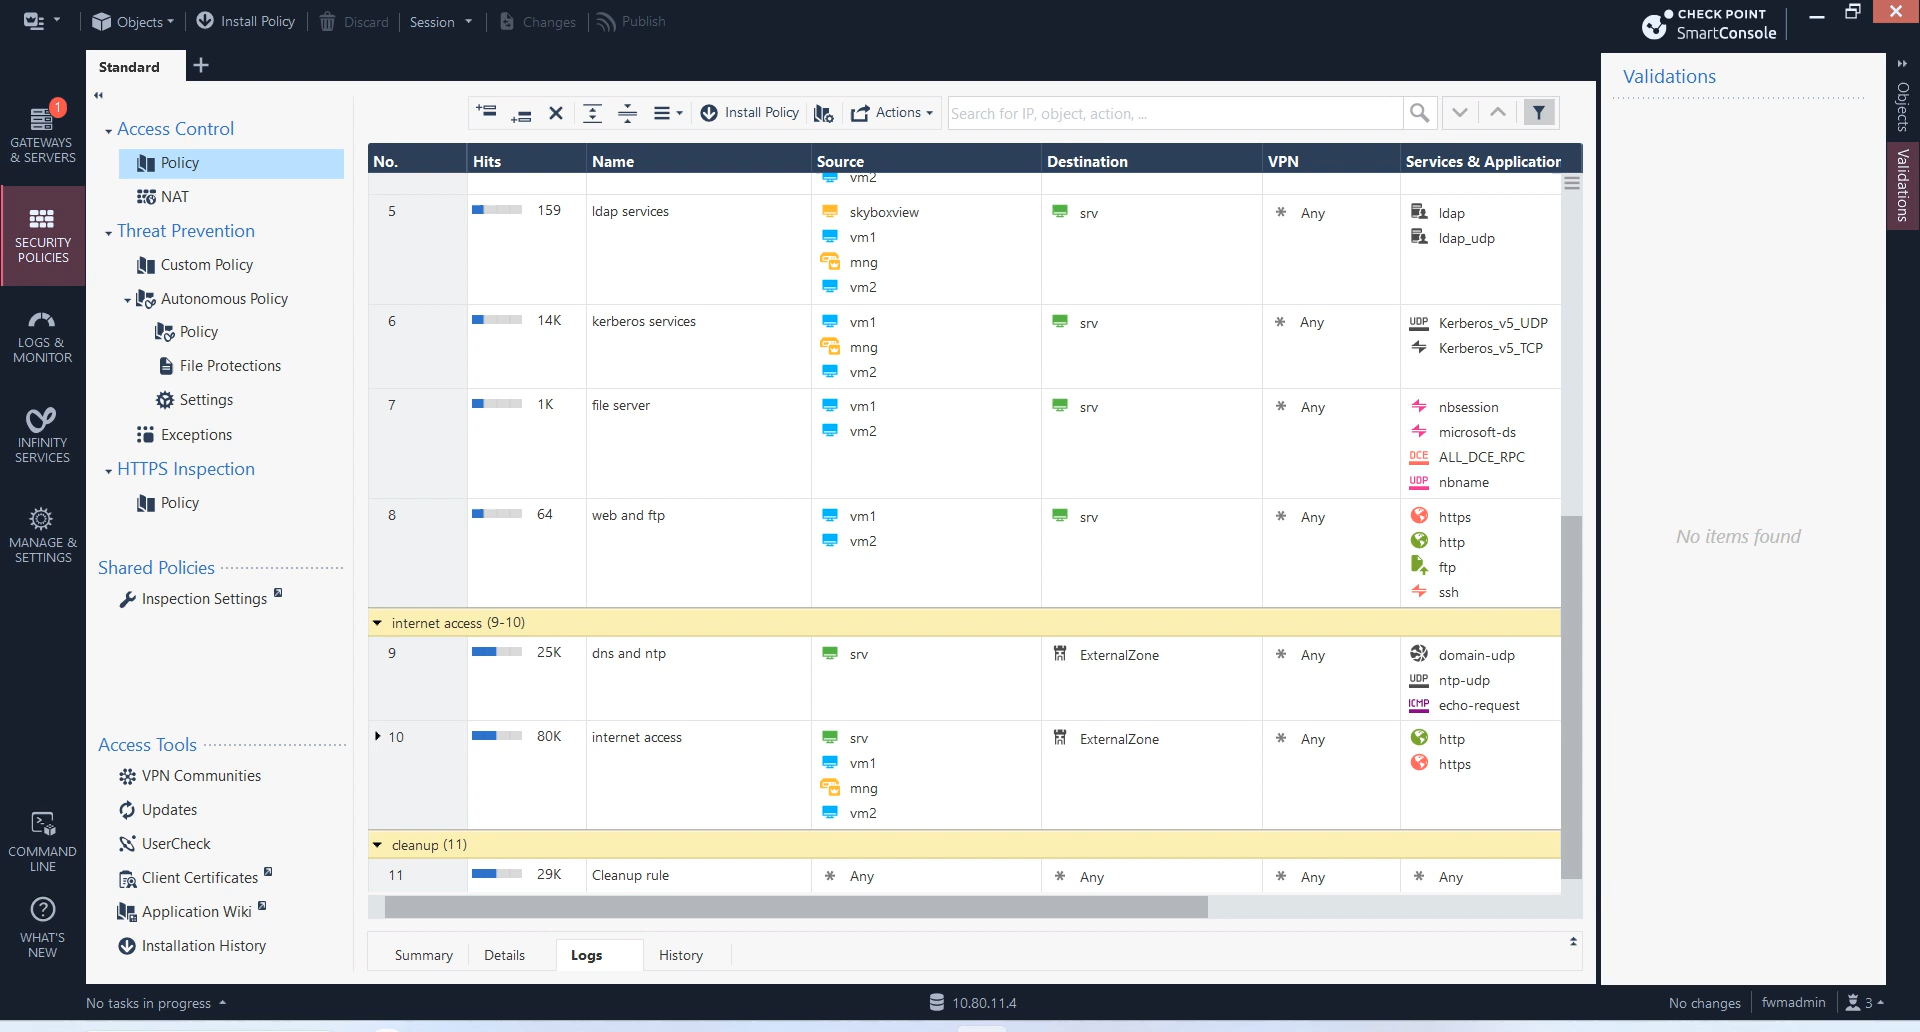 Objects
Install Policy
Discard
Session
Changes
Publish
CHECK POINT
SmartConsole
Standard
Validations
1
GATEWAYS
& SERVERS
SECURITY
POLICIES
LOGS &
MONITOR
INFINITY
SERVICES
MANAGE &
SETTINGS
COMMAND
LINE
WHAT'S
NEW
Access Control
Policy
NAT
Threat Prevention
Custom Policy
Autonomous Policy
Policy
File Protections
Settings
Exceptions
HTTPS Inspection
Policy
Shared Policies
Inspection Settings
Access Tools
VPN Communities
Updates
UserCheck
Client Certificates
Application Wiki
Installation History
Install Policy
Actions
Search for IP, object, action, ...
No. Hits Name Source Destination VPN Services & Application
vm2
5 159 ldap services skyboxview srv Any ldap
vm1 ldap_udp
mng
vm2
6 14K kerberos services vm1 srv Any UDP Kerberos_v5_UDP
mng Kerberos_v5_TCP
vm2
7 1K file server vm1 srv Any nbsession
vm2 microsoft-ds
DCE ALL_DCE_RPC
UDP nbname
8 64 web and ftp vm1 srv Any https
vm2 http
ftp
ssh
internet access (9-10)
9 25K dns and ntp srv ExternalZone Any domain-udp
UDP ntp-udp
ICMP echo-request
10 80K internet access srv ExternalZone Any http
vm1 https
mng
vm2
cleanup (11)
11 29K Cleanup rule Any Any Any Any
Summary Details Logs History
No items found
Objects
Validations
No tasks in progress
10.80.11.4
No changes
fwmadmin
3